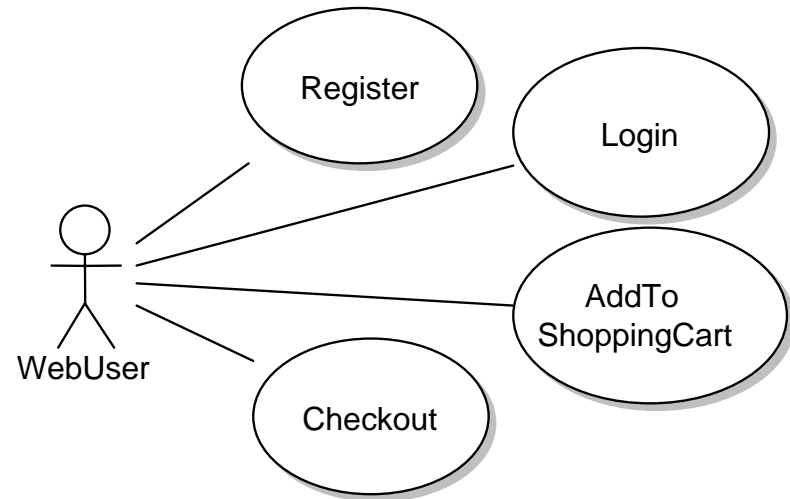 Register
Login
AddTo
ShoppingCart
WebUser
Checkout